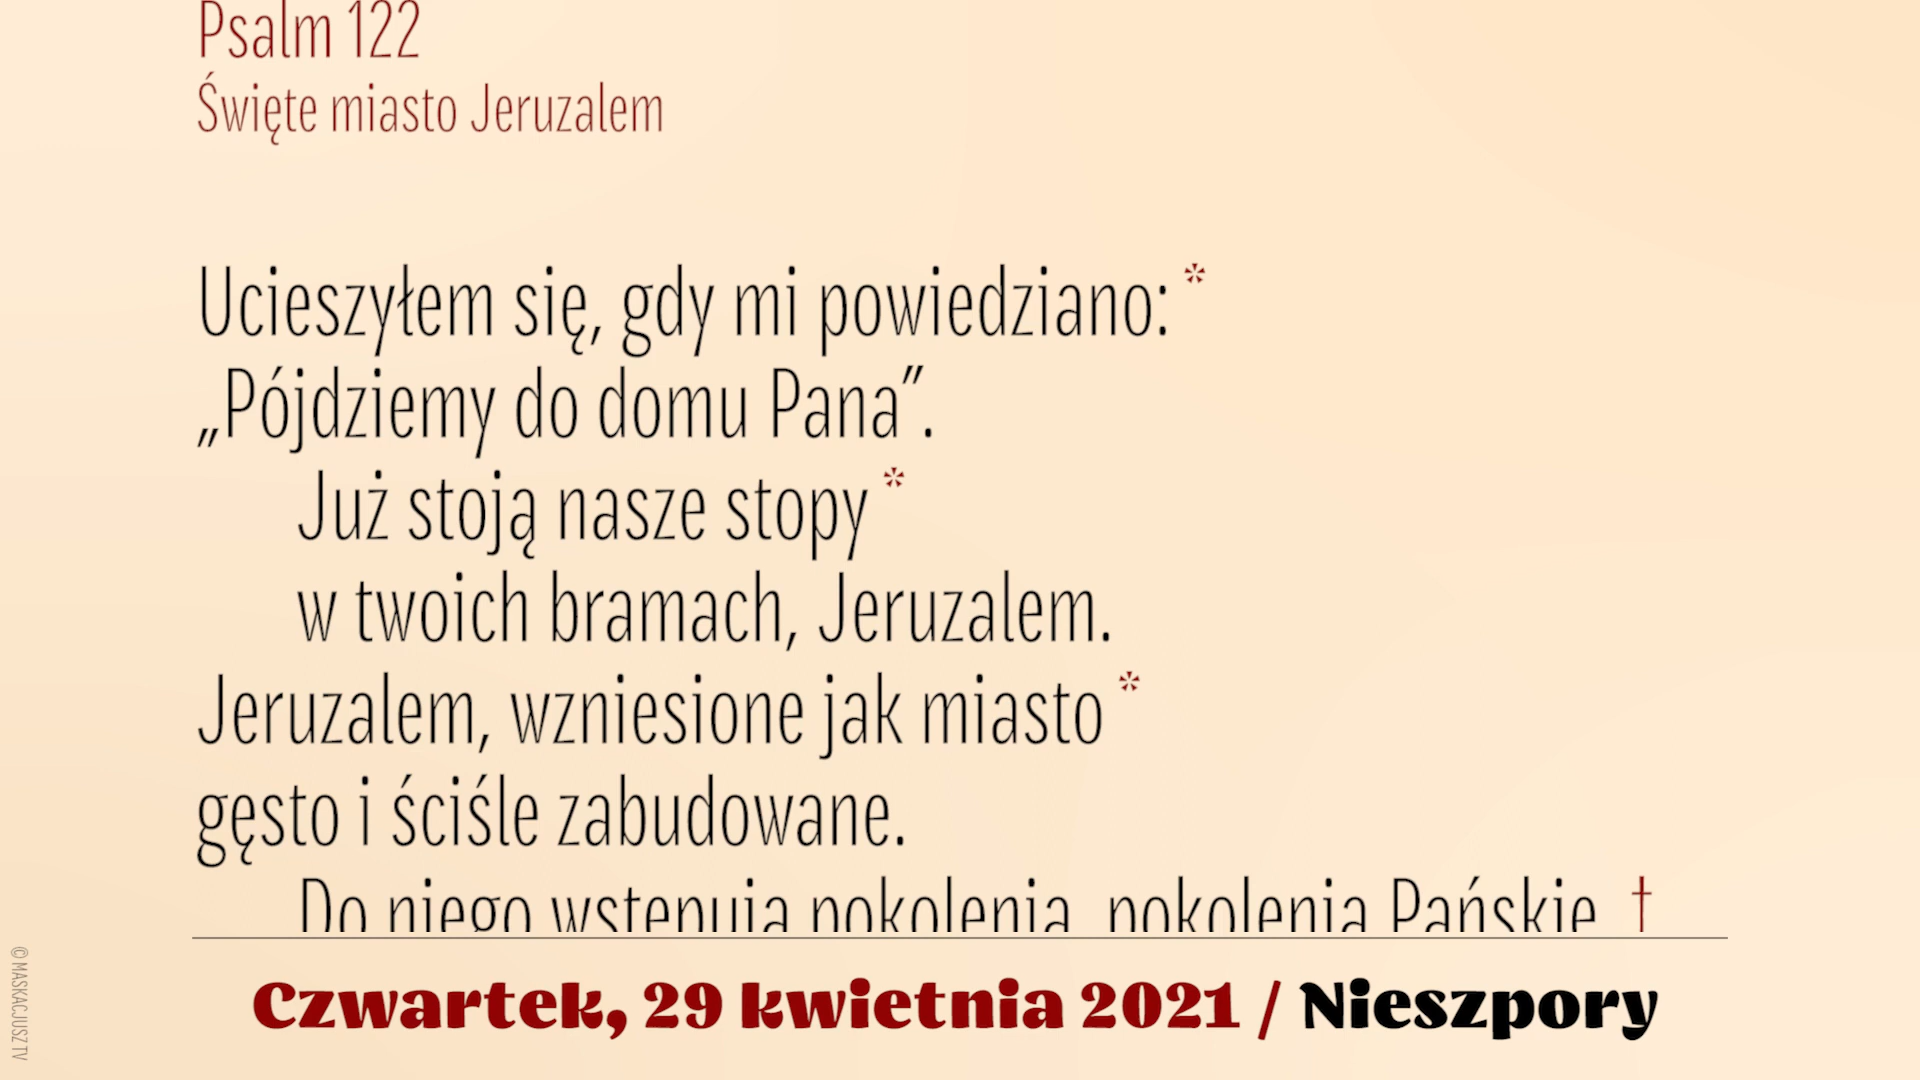 Psalm 122
Święte miasto Jeruzalem
Ucieszyłem się, gdy mi powiedziano: *
„Pójdziemy do domu Pana”.
Już stoją nasze stopy *
w twoich bramach, Jeruzalem.
Jeruzalem, wzniesione jak miasto *
gęsto i ściśle zabudowane.
Do niego wstępują pokolenia, pokolenia Pańskie, †
Czwartek, 29 kwietnia 2021 / Nieszpory
© MASKACJUSZ TV